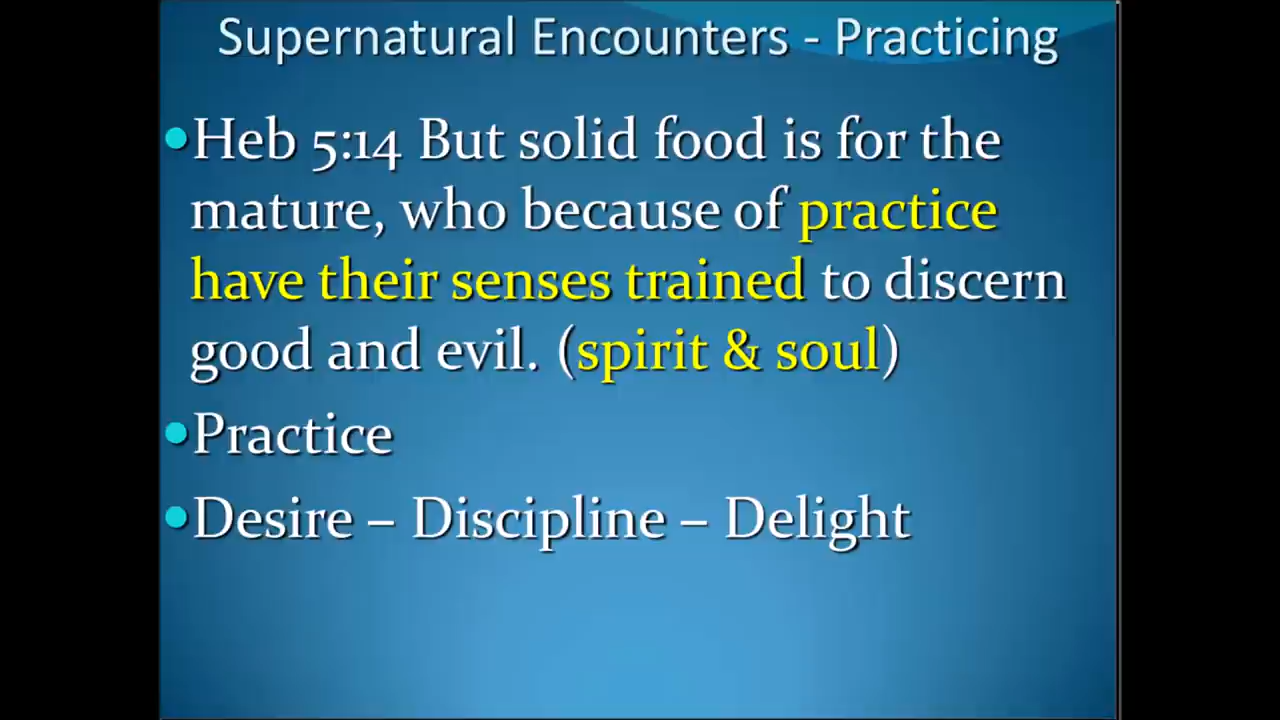 Supernatural Encounters - Practicing
•Heb 5:14 But solid food is for the
mature, who because of practice
have their senses trained to discern
good and evil. (spirit & soul)
•Practice
•Desire – Discipline – Delight